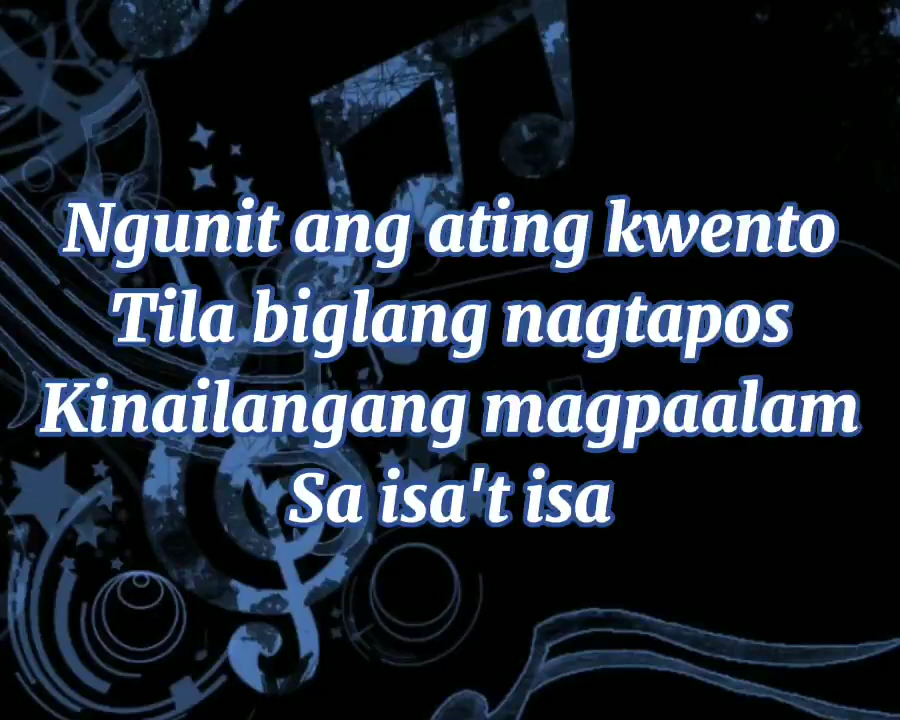 Ngunit ang ating kwento
Tila biglang nagtapos
Kinailangang magpaalam
Sa isa't isa